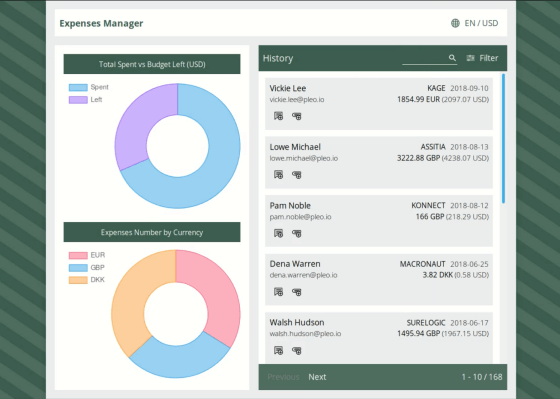 Expenses Manager
EN / USD
Total Spent vs Budget Left (USD)
Spent
Left
Expenses Number by Currency
EUR
GBP
DKK
History
Filter
Vickie Lee
KAGE 2018-09-10
vickie.lee@pleo.io
1854.99 EUR (2097.07 USD)
Lowe Michael
ASSITIA 2018-08-13
lowe.michael@pleo.io
3222.88 GBP (4238.07 USD)
Pam Noble
KONNECT 2018-08-12
pam.noble@pleo.io
166 GBP (218.29 USD)
Dena Warren
MACRONAUT 2018-06-25
dena.warren@pleo.io
3.82 DKK (0.58 USD)
Walsh Hudson
SURELOGIC 2018-06-17
walsh.hudson@pleo.io
1495.94 GBP (1967.15 USD)
Previous Next
1 - 10 / 168